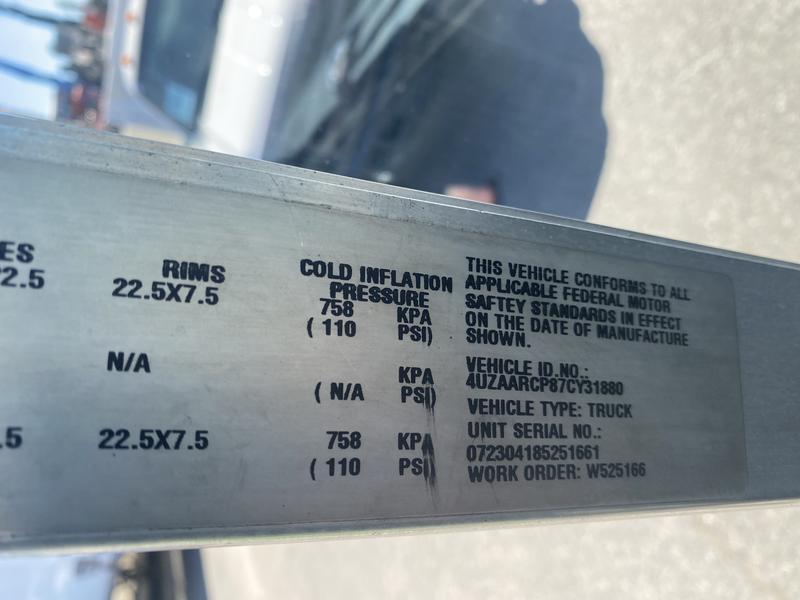 ES RIMS COLD INFLATION PRESSURE
2.5 22.5X7.5 758 KPA
( 110 PSI)
N/A KPA
( N/A PSI)
.5 22.5X7.5 758 KPA
( 110 PSI)
THIS VEHICLE CONFORMS TO ALL
APPLICABLE FEDERAL MOTOR
SAFTEY STANDARDS IN EFFECT
ON THE DATE OF MANUFACTURE
SHOWN.
VEHICLE ID.NO.:
4UZAARCP87CY31880
VEHICLE TYPE: TRUCK
UNIT SERIAL NO.:
072304185251661
WORK ORDER: W525166